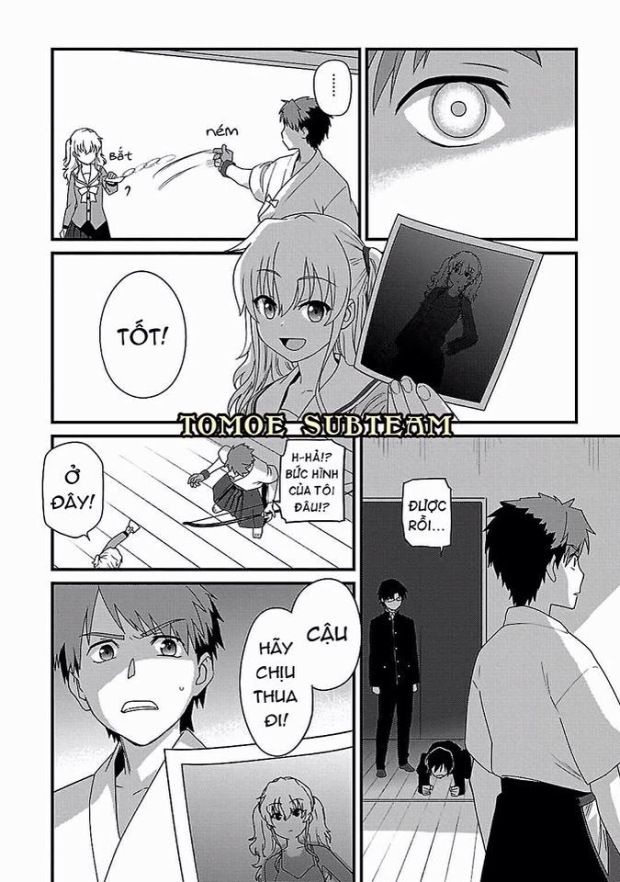 ......
ném
Bắt
?
TỐT!
TOMOE SUBTEAM
ĐƯỢC
RỒI...
H-HẢ!?
BỨC HÌNH
CỦA TÔI
ĐÂU!?
Ở
ĐÂY!
CẬU
HÃY
CHỊU
THUA
ĐI!